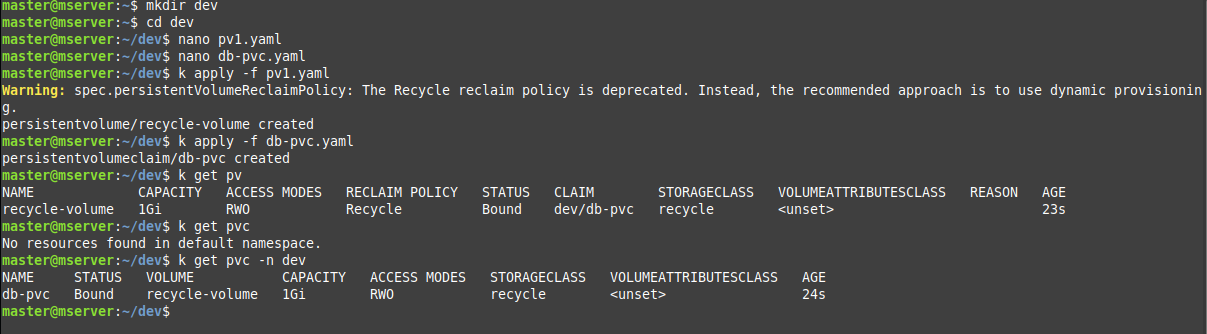 master@mserver:~$ mkdir dev
master@mserver:~$ cd dev
master@mserver:~/dev$ nano pv1.yaml
master@mserver:~/dev$ nano db-pvc.yaml
master@mserver:~/dev$ k apply -f pv1.yaml
Warning: spec.persistentVolumeReclaimPolicy: The Recycle reclaim policy is deprecated. Instead, the recommended approach is to use dynamic provisionin
g.
persistentvolume/recycle-volume created
master@mserver:~/dev$ k apply -f db-pvc.yaml
persistentvolumeclaim/db-pvc created
master@mserver:~/dev$ k get pv
NAME             CAPACITY   ACCESS MODES   RECLAIM POLICY   STATUS   CLAIM        STORAGECLASS   VOLUMEATTRIBUTESCLASS   REASON   AGE
recycle-volume   1Gi        RWO            Recycle          Bound    dev/db-pvc   recycle        <unset>                          23s
master@mserver:~/dev$ k get pvc
No resources found in default namespace.
master@mserver:~/dev$ k get pvc -n dev
NAME     STATUS   VOLUME           CAPACITY   ACCESS MODES   STORAGECLASS   VOLUMEATTRIBUTESCLASS   AGE
db-pvc   Bound    recycle-volume   1Gi        RWO            recycle        <unset>                 24s
master@mserver:~/dev$